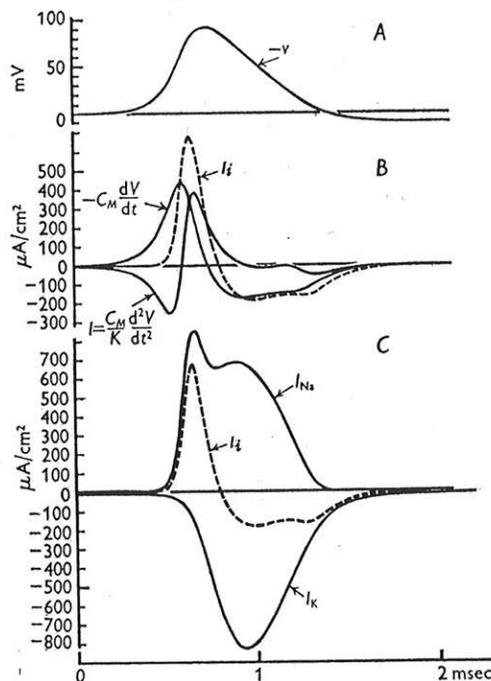 100
A
mV
50
-v
0
B
I_i
500
400
-C_M dV/dt
300
200
100
μA/cm²
0
-100
I=C_M/K d²V/dt²
-200
-300
C
700
600
I_Na
500
400
300
I_i
200
100
μA/cm²
0
-100
-200
-300
-400
-500
-600
I_K
-700
-800
0
1
2 msec